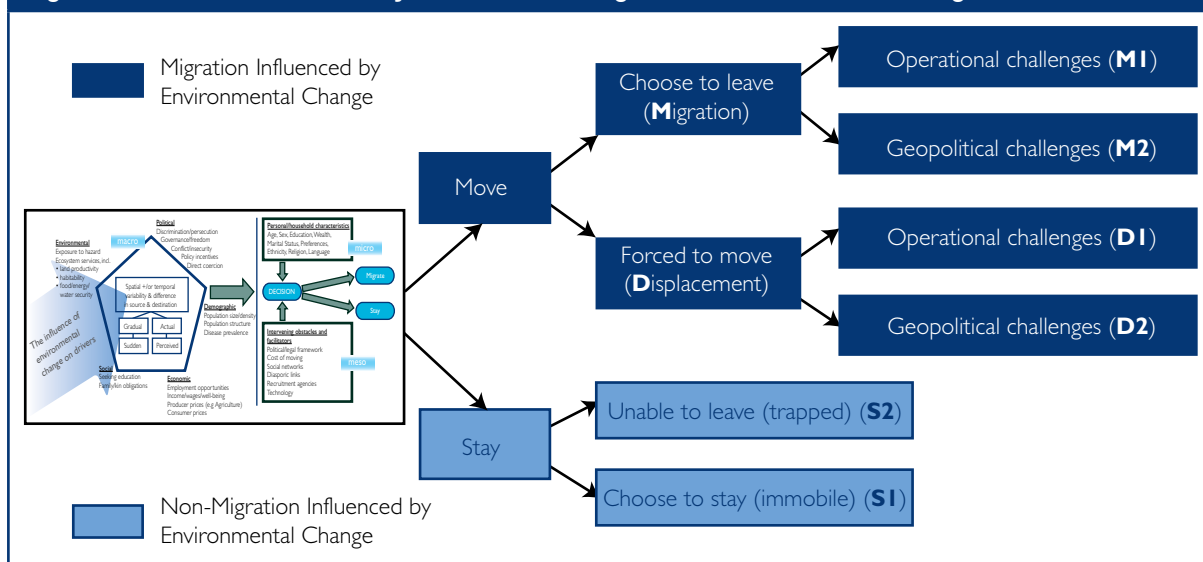 Migration Influenced by
Environmental Change
Choose to leave
(Migration)
Operational challenges (M1)
Geopolitical challenges (M2)
Move
Forced to move
(Displacement)
Operational challenges (D1)
Geopolitical challenges (D2)
Political
Discrimination/persecution
Governance/freedom
Conflict/insecurity
Policy incentives
Direct coercion
macro
Environmental
Exposure to hazard
Ecosystem services, incl.
• land productivity
• habitability
• food/energy/
water security
Spatial +/or temporal
variability & difference
in source & destination
Gradual
Actual
Sudden
Perceived
The influence of
environmental
change on drivers
Demographic
Population size/density
Population structure
Disease prevalence
Social
Seeking education
Family/kin obligations
Economic
Employment opportunities
Income/wages/well-being
Producer prices (e.g Agriculture)
Consumer prices
Personal/household characteristics
Age, Sex, Education, Wealth,
Marital Status, Preferences,
Ethnicity, Religion, Language
micro
DECISION
Migrate
Stay
Intervening obstacles and
facilitators
Political/legal framework
Cost of moving
Social networks
Diasporic links
Recruitment agencies
Technology
meso
Stay
Unable to leave (trapped) (S2)
Choose to stay (immobile) (S1)
Non-Migration Influenced by
Environmental Change